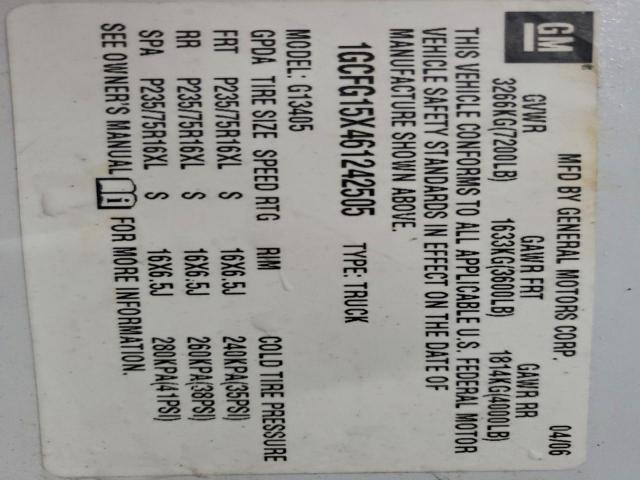 GM
MFD BY GENERAL MOTORS CORP. 04/06
GVWR GAWR FRT GAWR RR
3266KG(7200LB) 1633KG(3600LB) 1814KG(4000LB)
THIS VEHICLE CONFORMS TO ALL APPLICABLE U.S. FEDERAL MOTOR
VEHICLE SAFETY STANDARDS IN EFFECT ON THE DATE OF
MANUFACTURE SHOWN ABOVE.
1GCFG15X461242505 TYPE: TRUCK
MODEL: G13405
GPDA TIRE SIZE SPEED RTG RIM COLD TIRE PRESSURE
FRT P235/75R16XL S 16X6.5J 240KPA(35PSI)
RR P235/75R16XL S 16X6.5J 260KPA(38PSI)
SPA P235/75R16XL S 16X6.5J 280KPA(41PSI)
SEE OWNER'S MANUAL FOR MORE INFORMATION.